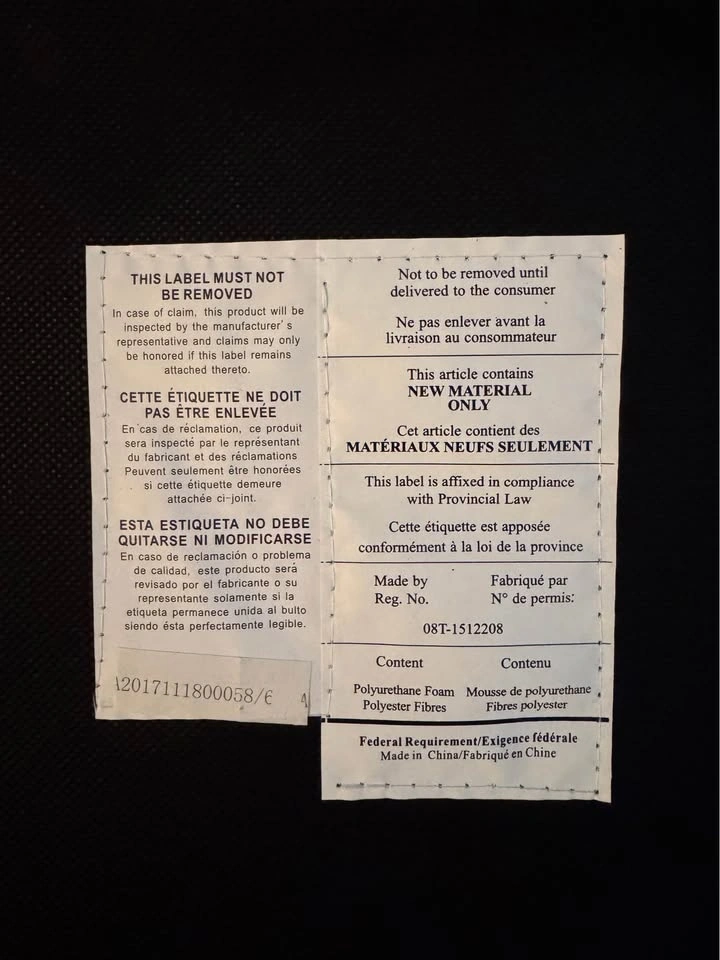 THIS LABEL MUST NOT
BE REMOVED
In case of claim, this product will be
inspected by the manufacturer's
representative and claims may only
be honored if this label remains
attached thereto.
CETTE ÉTIQUETTE NE DOIT
PAS ÊTRE ENLEVÉE
En cas de réclamation, ce produit
sera inspecté par le représentant
du fabricant et des réclamations
Peuvent seulement être honorées
si cette étiquette demeure
attachée ci-joint.
ESTA ESTIQUETA NO DEBE
QUITARSE NI MODIFICARSE
En caso de reclamación o problema
de calidad, este producto será
revisado por el fabricante o su
representante solamente si la
etiqueta permanece unida al bulto
siendo ésta perfectamente legible.
2017111800058/6
Not to be removed until
delivered to the consumer
Ne pas enlever avant la
livraison au consommateur
This article contains
NEW MATERIAL
ONLY
Cet article contient des
MATÉRIAUX NEUFS SEULEMENT
This label is affixed in compliance
with Provincial Law
Cette étiquette est apposée
conformément à la loi de la province
Made by Fabriqué par
Reg. No. N° de permis:
08T-1512208
Content Contenu
Polyurethane Foam Mousse de polyurethane
Polyester Fibres Fibres polyester
Federal Requirement/Exigence fédérale
Made in China/Fabriqué en Chine